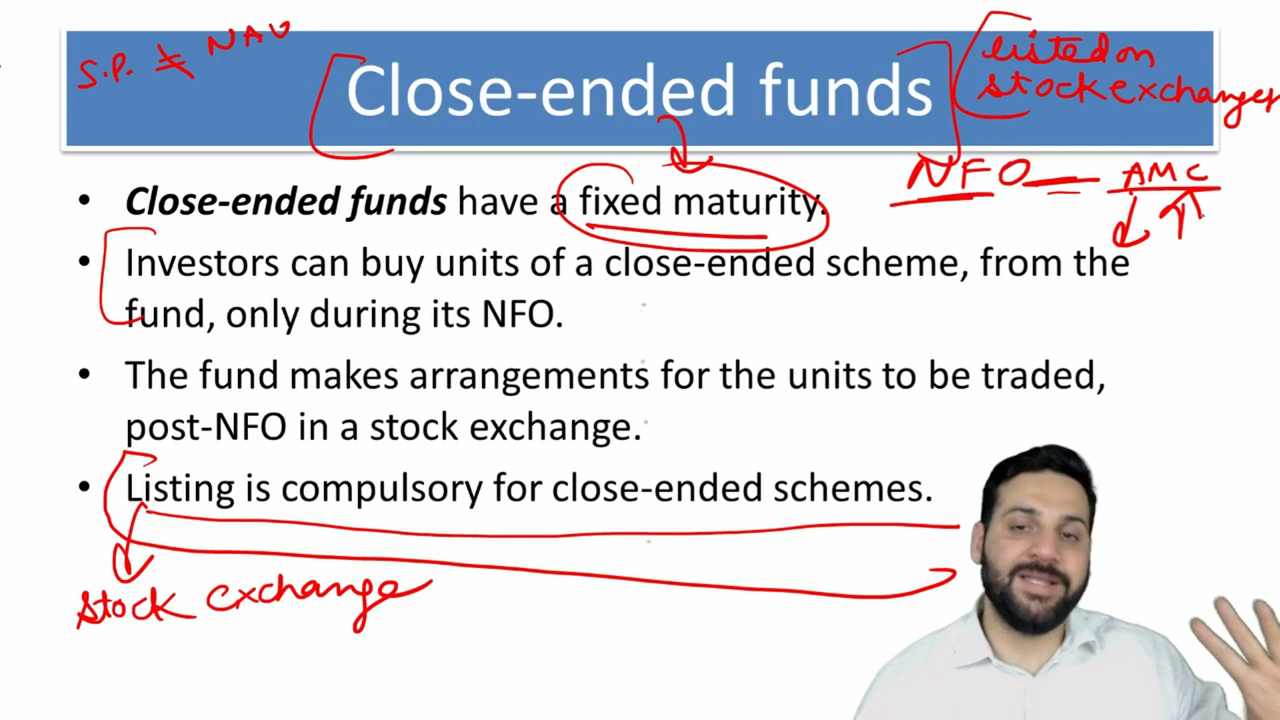 S.P. ≠ NAV
Close-ended funds
listed on
stock exchanges
NFO = AMC
• Close-ended funds have a fixed maturity.
• Investors can buy units of a close-ended scheme, from the
fund, only during its NFO.
• The fund makes arrangements for the units to be traded,
post-NFO in a stock exchange.
• Listing is compulsory for close-ended schemes.
stock exchange